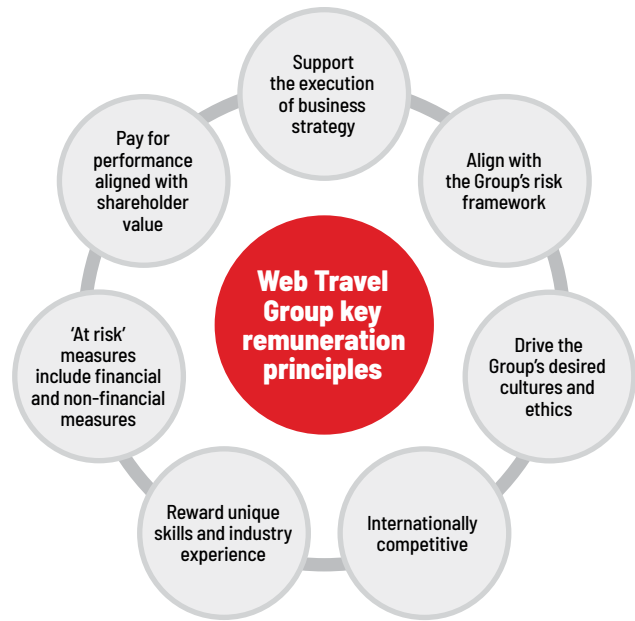 Support
the execution
of business
strategy
Align with
the Group's risk
framework
Drive the
Group's desired
cultures and
ethics
Internationally
competitive
Reward unique
skills and industry
experience
‘At risk’
measures
include financial
and non-financial
measures
Pay for
performance
aligned with
shareholder
value
Web Travel
Group key
remuneration
principles